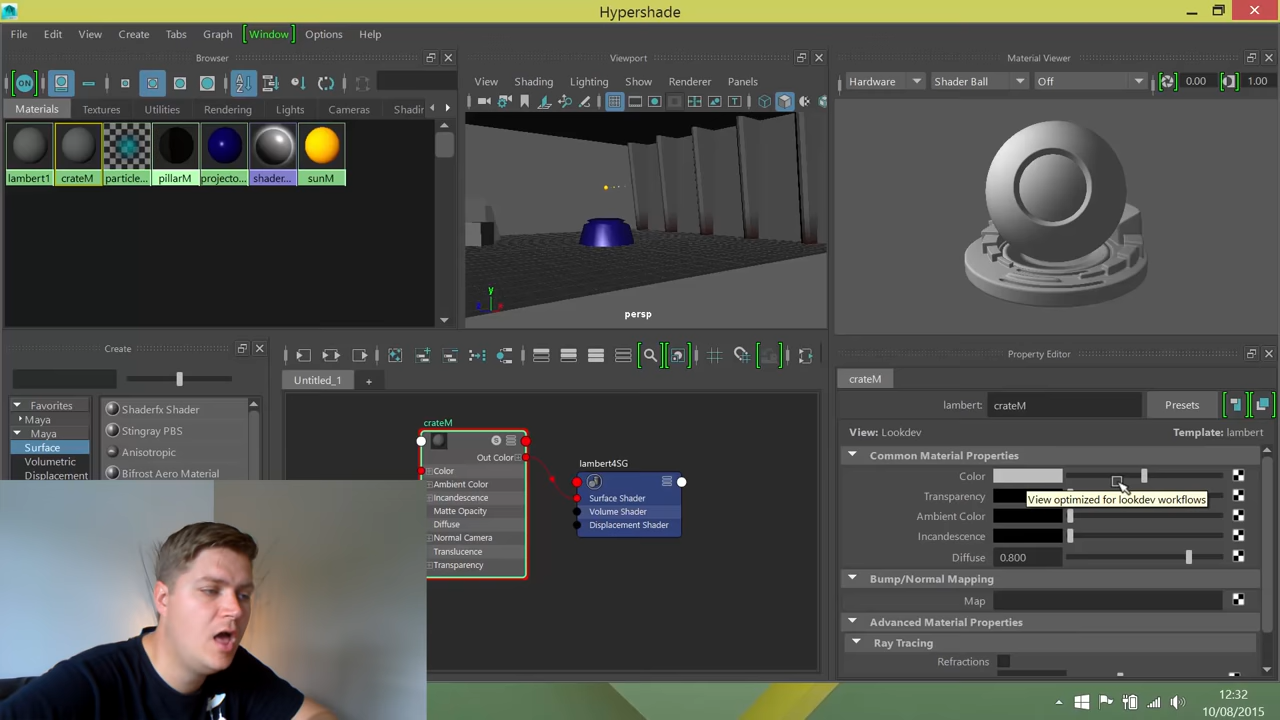 Hypershade
File Edit View Create Tabs Graph [Window] Options Help
Browser
ON
Materials Textures Utilities Rendering Lights Cameras Shadi
lambert1 crateM particle... pillarM projecto... shader... sunM
Viewport
View Shading Lighting Show Renderer Panels
y
persp
Material Viewer
Hardware Shader Ball Off 0.00 1.00
Create
Favorites
Maya
Maya
Surface
Volumetric
Displacement
Shaderfx Shader
Stingray PBS
Anisotropic
Bifrost Aero Material
Untitled_1 +
crateM
S
Out Color
Color
Ambient Color
Incandescence
Matte Opacity
Diffuse
Normal Camera
Translucence
Transparency
lambert4SG
Surface Shader
Volume Shader
Displacement Shader
Property Editor
crateM
lambert: crateM Presets
View: Lookdev Template: lambert
Common Material Properties
Color
Transparency
View optimized for lookdev workflows
Ambient Color
Incandescence
Diffuse 0.800
Bump/Normal Mapping
Map
Advanced Material Properties
Ray Tracing
Refractions
12:32
10/08/2015